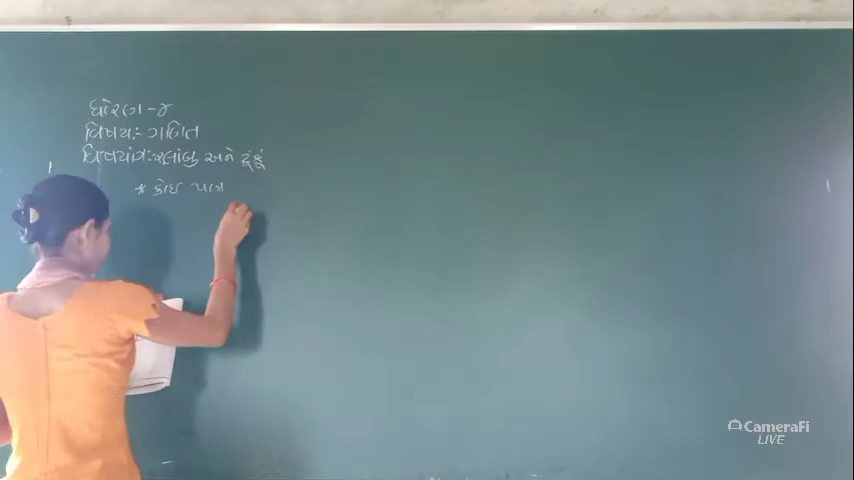 ધોરણ-૪
વિષય:- ગણિત
વિષયાંગ:- લાંબુ અને ટૂંકું
* કોઈ પણ
CameraFi
LIVE